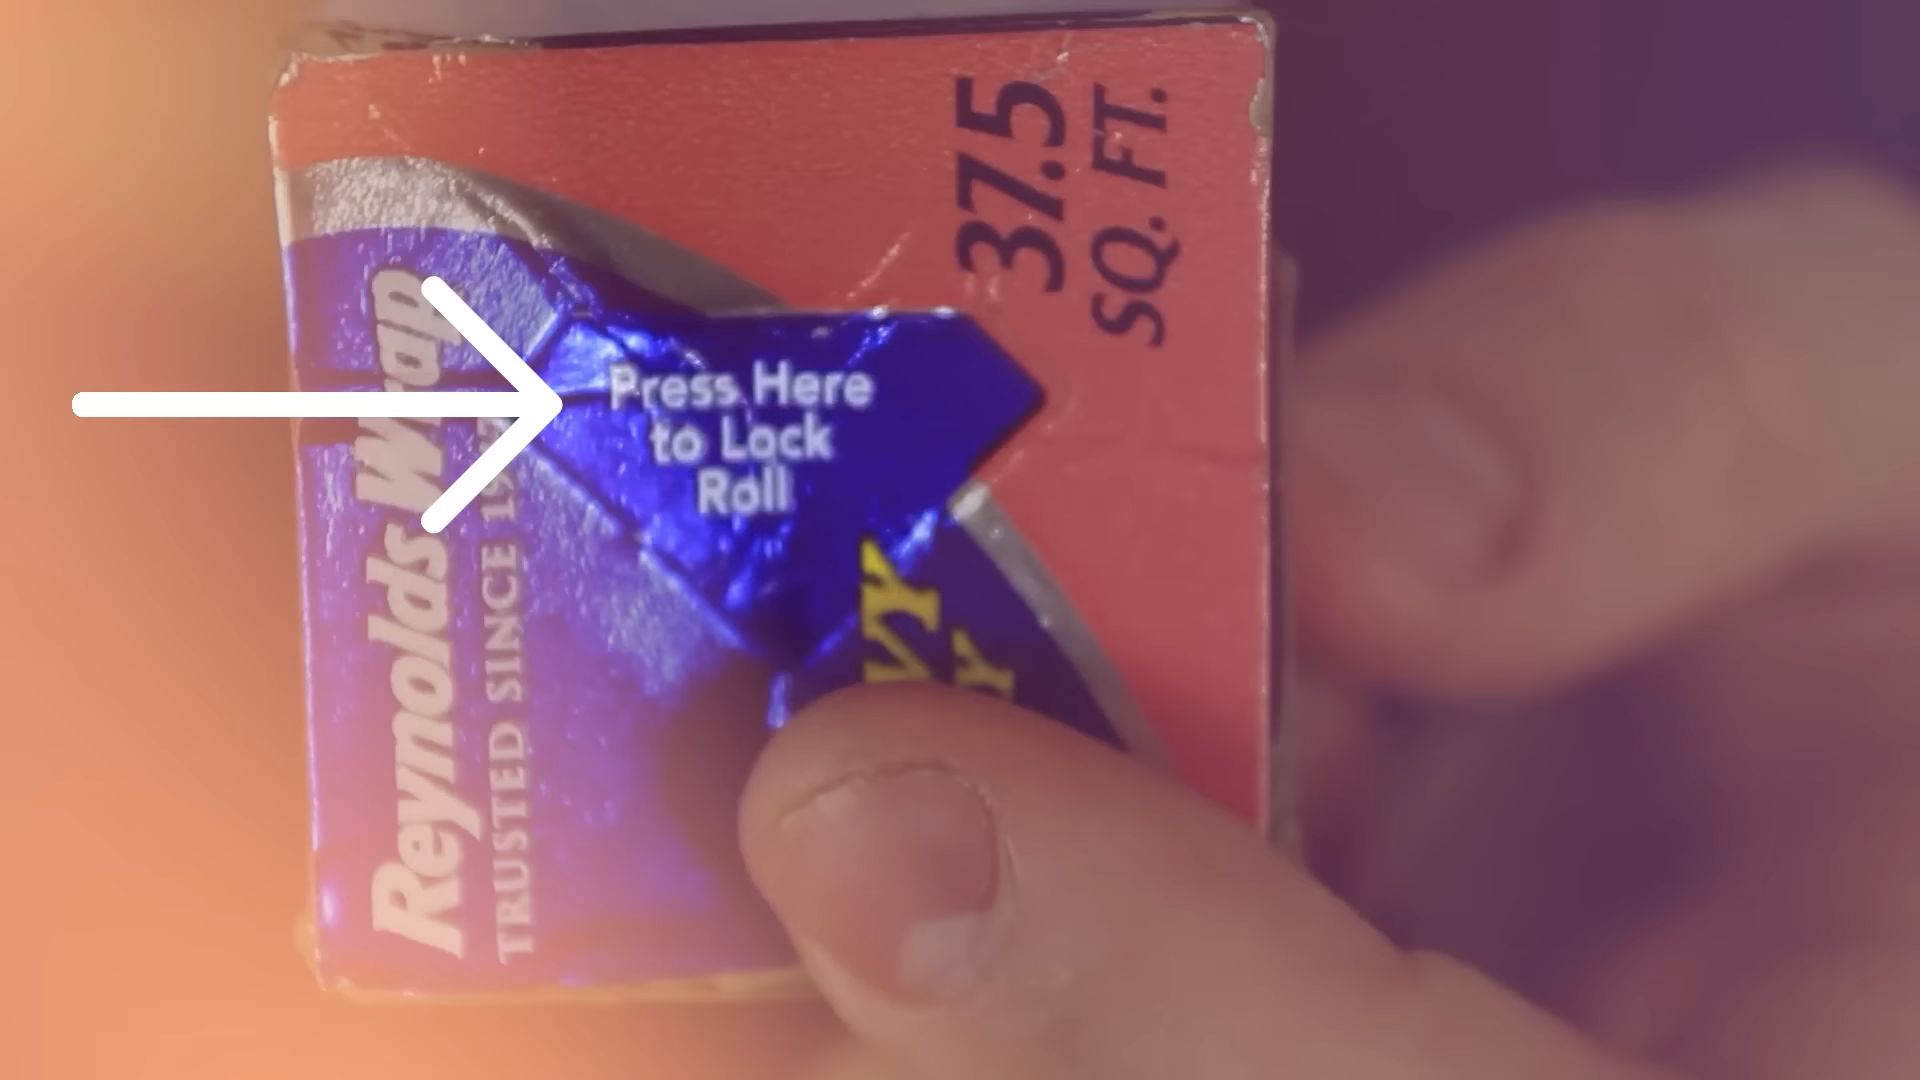 Press Here
to Lock
Roll
37.5
SQ. FT.
Reynolds Wrap
TRUSTED SINCE